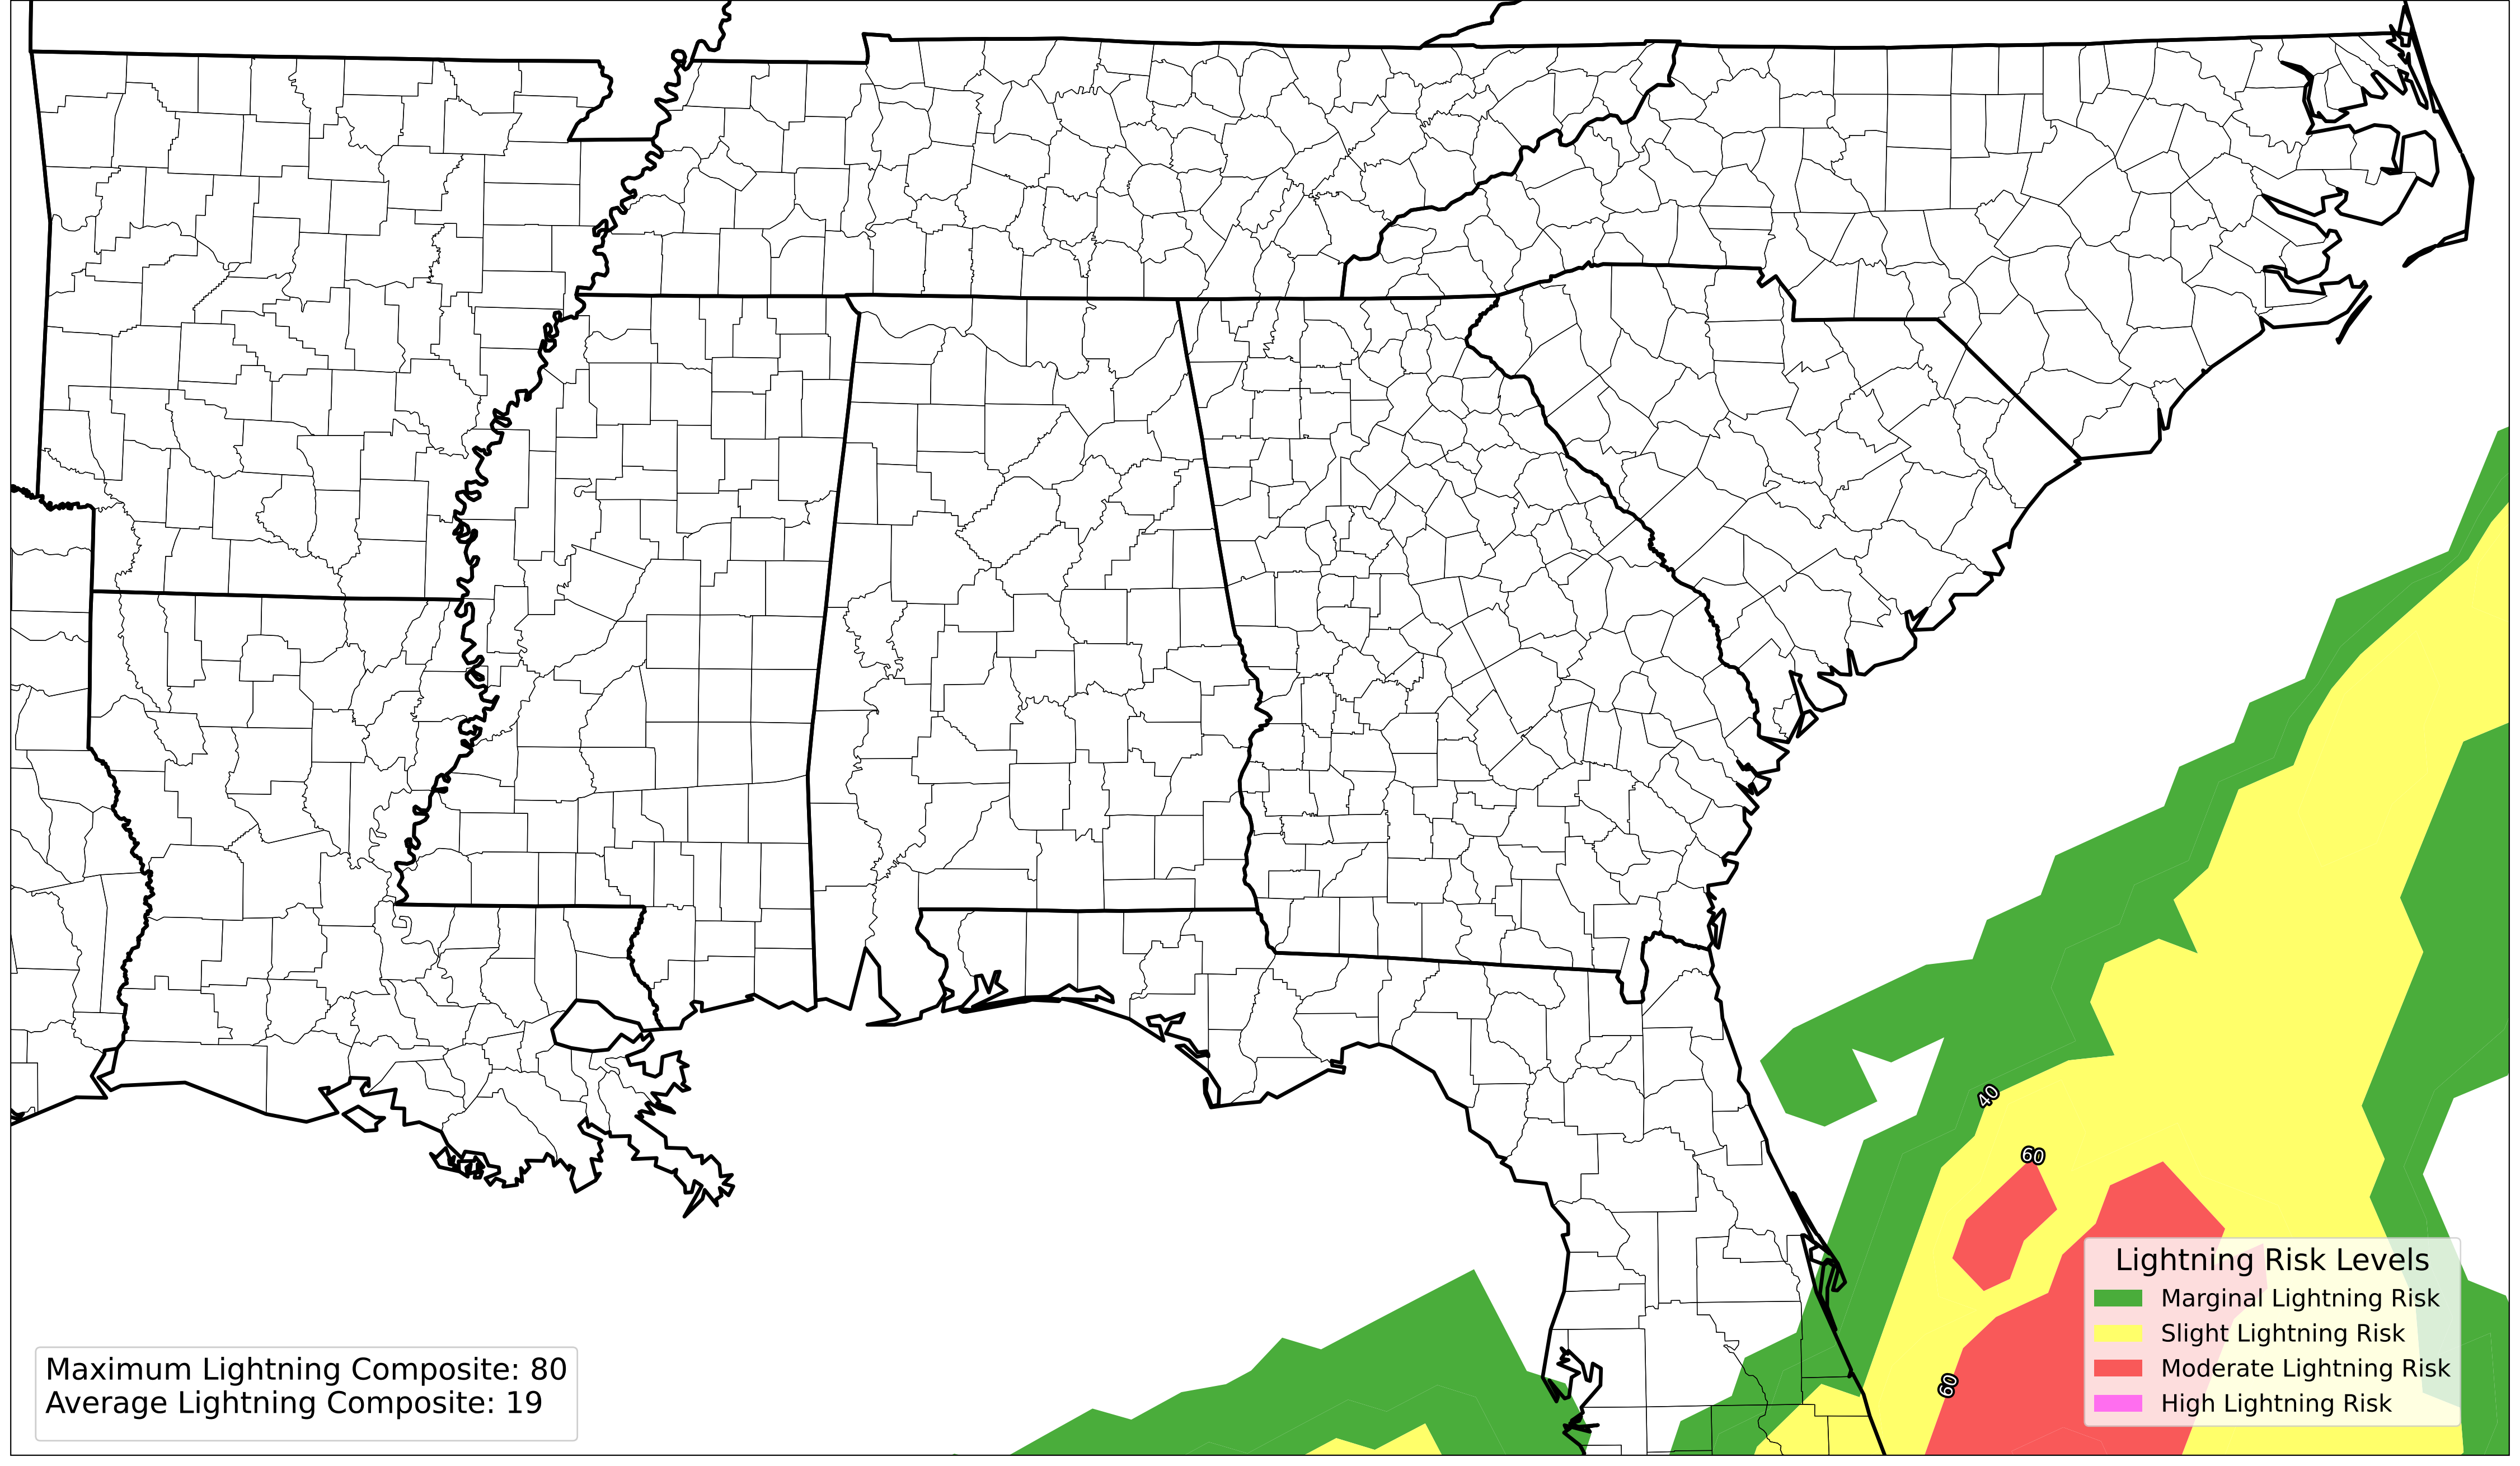 40
60
60
Lightning Risk Levels
Marginal Lightning Risk
Slight Lightning Risk
Moderate Lightning Risk
High Lightning Risk
Maximum Lightning Composite: 80
Average Lightning Composite: 19